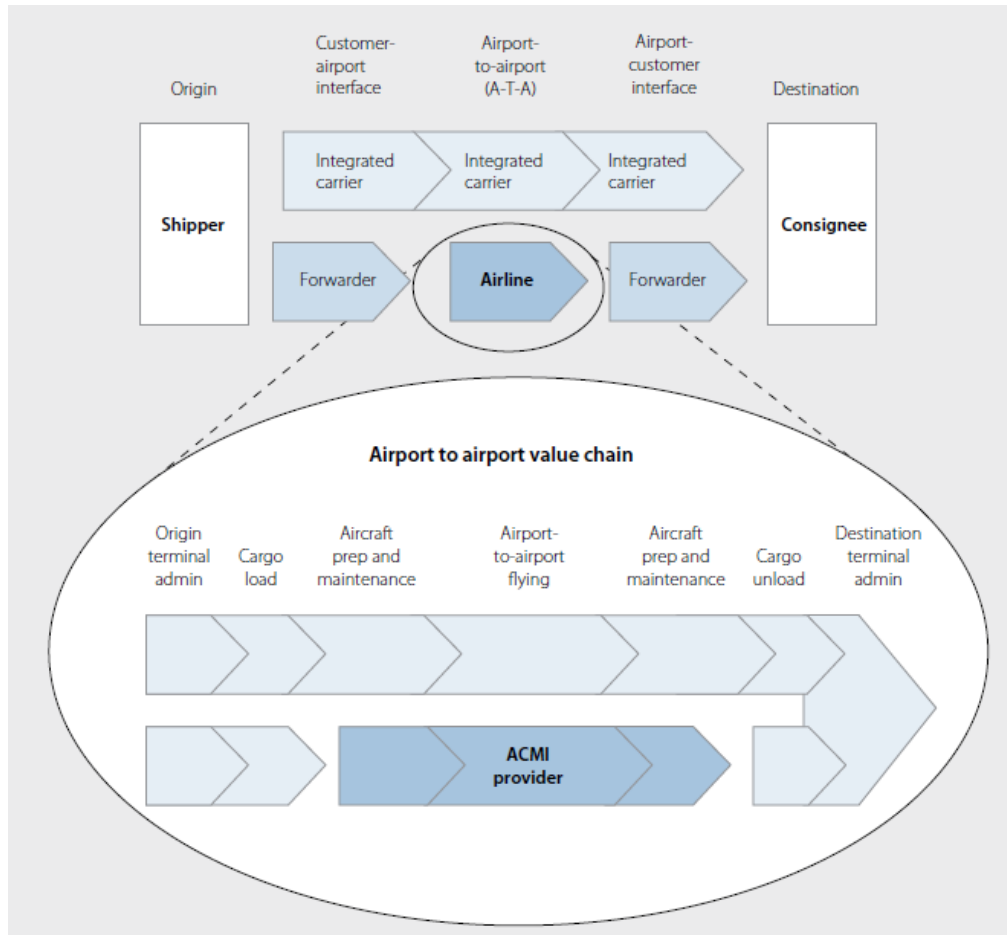 Origin
Customer-
airport
interface
Airport-
to-airport
(A-T-A)
Airport-
customer
interface
Destination
Shipper
Integrated
carrier
Integrated
carrier
Integrated
carrier
Consignee
Forwarder
Airline
Forwarder
Airport to airport value chain
Origin
terminal
admin
Cargo
load
Aircraft
prep and
maintenance
Airport-
to-airport
flying
Aircraft
prep and
maintenance
Cargo
unload
Destination
terminal
admin
ACMI
provider